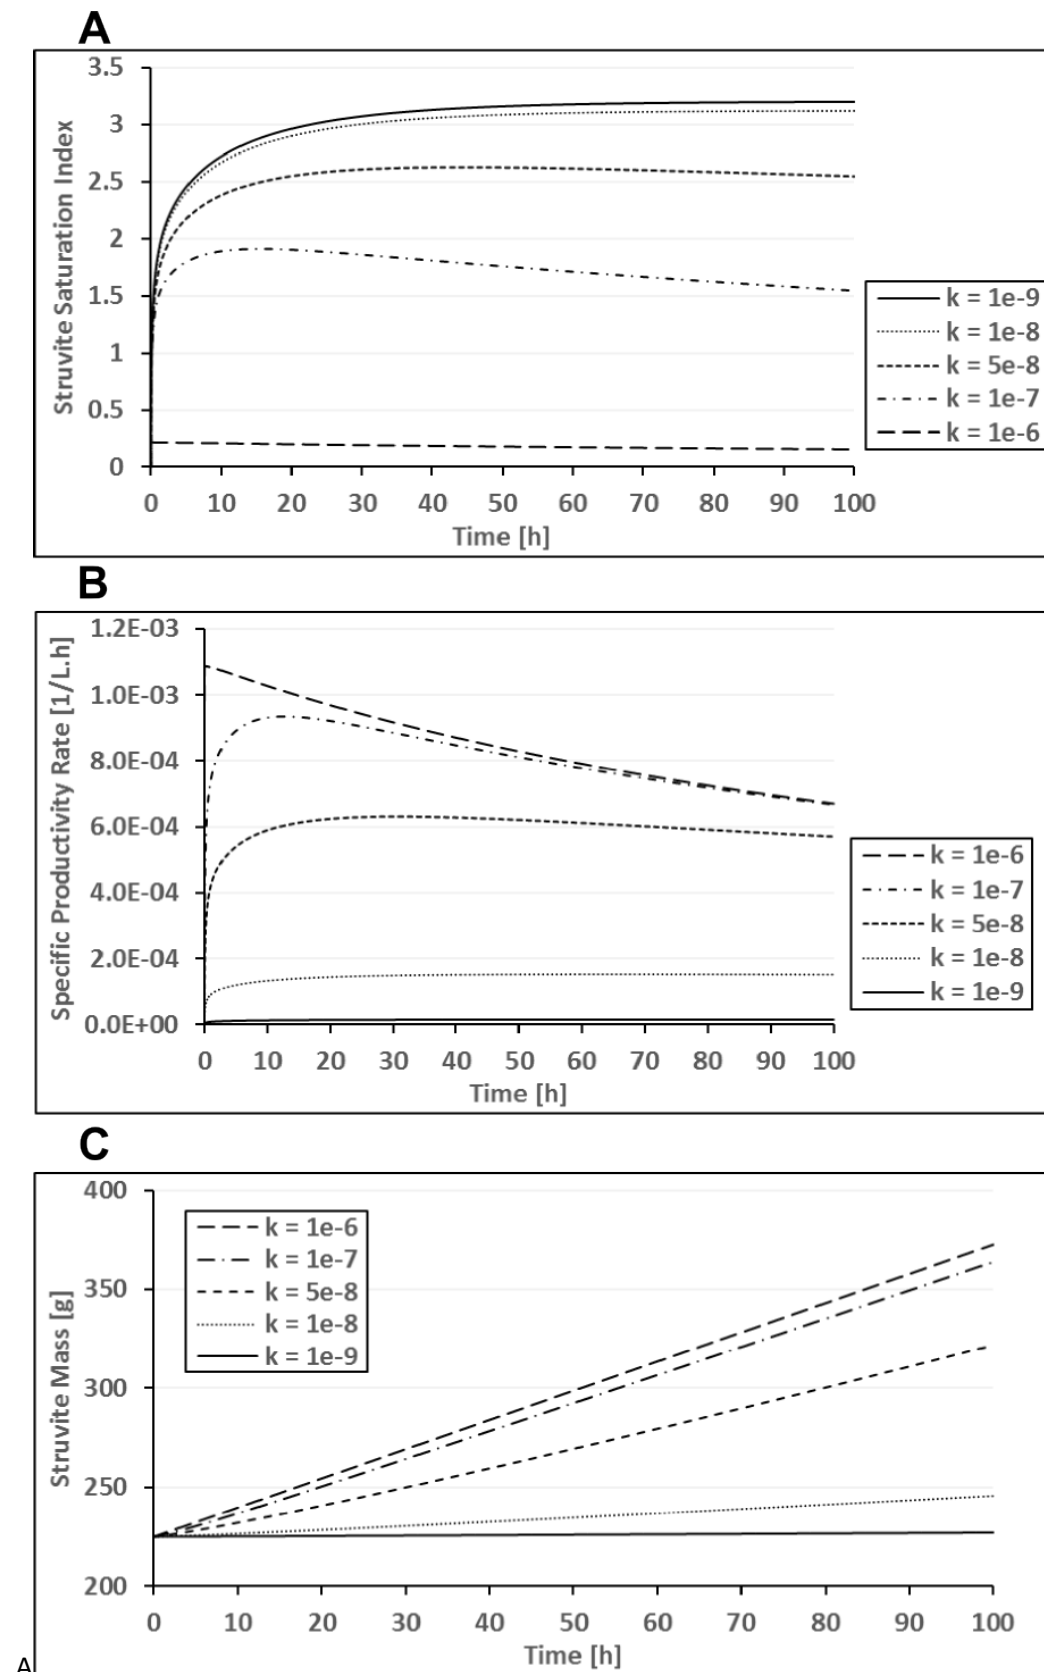 A
3.5
3
2.5
2
1.5
1
0.5
0
Struvite Saturation Index
0 10 20 30 40 50 60 70 80 90 100
Time [h]
k = 1e-9
k = 1e-8
k = 5e-8
k = 1e-7
k = 1e-6
B
1.2E-03
1.0E-03
8.0E-04
6.0E-04
4.0E-04
2.0E-04
0.0E+00
Specific Productivity Rate [1/L.h]
0 10 20 30 40 50 60 70 80 90 100
Time [h]
k = 1e-6
k = 1e-7
k = 5e-8
k = 1e-8
k = 1e-9
C
400
350
300
250
200
Struvite Mass [g]
k = 1e-6
k = 1e-7
k = 5e-8
k = 1e-8
k = 1e-9
0 10 20 30 40 50 60 70 80 90 100
Time [h]
A